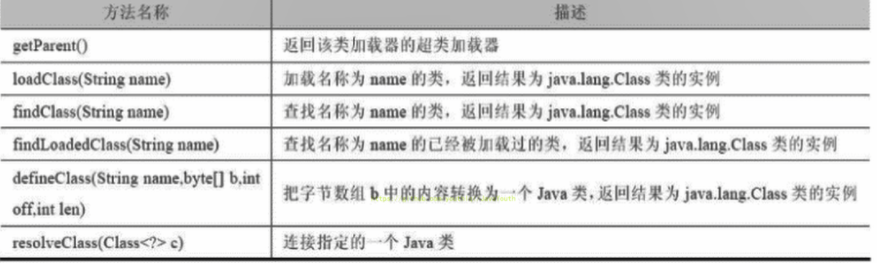 方法名称 描述
getParent() 返回该类加载器的超类加载器
loadClass(String name) 加载名称为 name 的类，返回结果为 java.lang.Class 类的实例
findClass(String name) 查找名称为 name 的类，返回结果为 java.lang.Class 类的实例
findLoadedClass(String name) 查找名称为 name 的已经被加载过的类，返回结果为 java.lang.Class 类的实例
defineClass(String name,byte[] b,int
off,int len) 把字节数组 b 中的内容转换为一个 Java 类，返回结果为 java.lang.Class 类的实例
resolveClass(Class<?> c) 连接指定的一个 Java 类